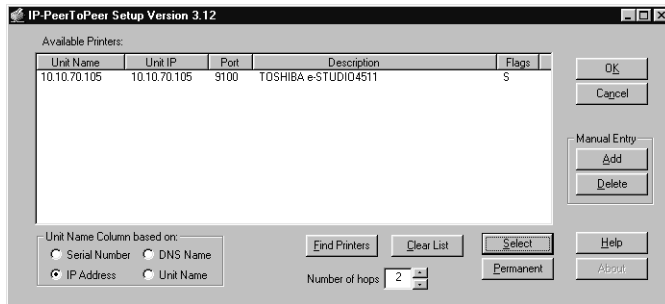 IP-PeerToPeer Setup Version 3.12
Available Printers:
Unit Name Unit IP Port Description Flags
10.10.70.105 10.10.70.105 9100 TOSHIBA e-STUDIO4511 S
OK
Cancel
Manual Entry
Add
Delete
Unit Name Column based on:
Serial Number DNS Name
IP Address Unit Name
Find Printers Clear List Select Help
Number of hops 2 Permanent About